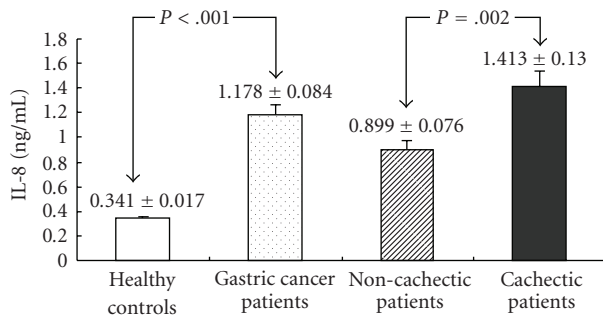 P < .001
P = .002
1.8
1.6
1.4
1.2
1
0.8
0.6
0.4
0.2
0
IL-8 (ng/mL)
0.341 ± 0.017
1.178 ± 0.084
0.899 ± 0.076
1.413 ± 0.13
Healthy
controls
Gastric cancer
patients
Non-cachectic
patients
Cachectic
patients